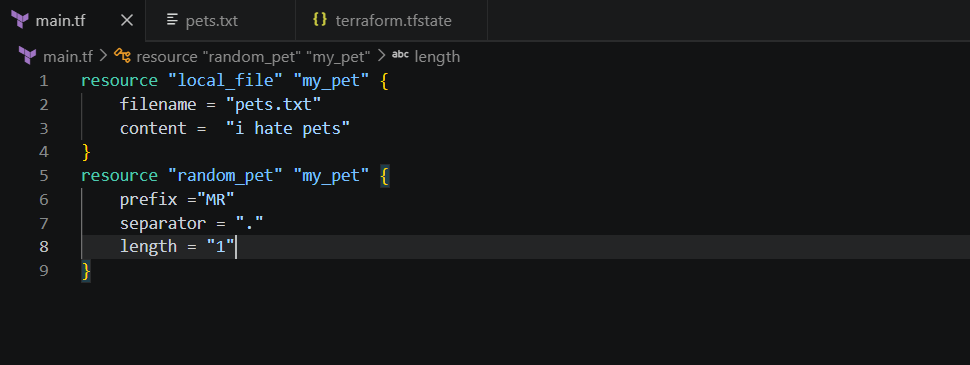 main.tf pets.txt {} terraform.tfstate
main.tf > resource "random_pet" "my_pet" > abc length
1 resource "local_file" "my_pet" {
2     filename = "pets.txt"
3     content =  "i hate pets"
4 }
5 resource "random_pet" "my_pet" {
6     prefix ="MR"
7     separator = "."
8     length = "1"
9 }